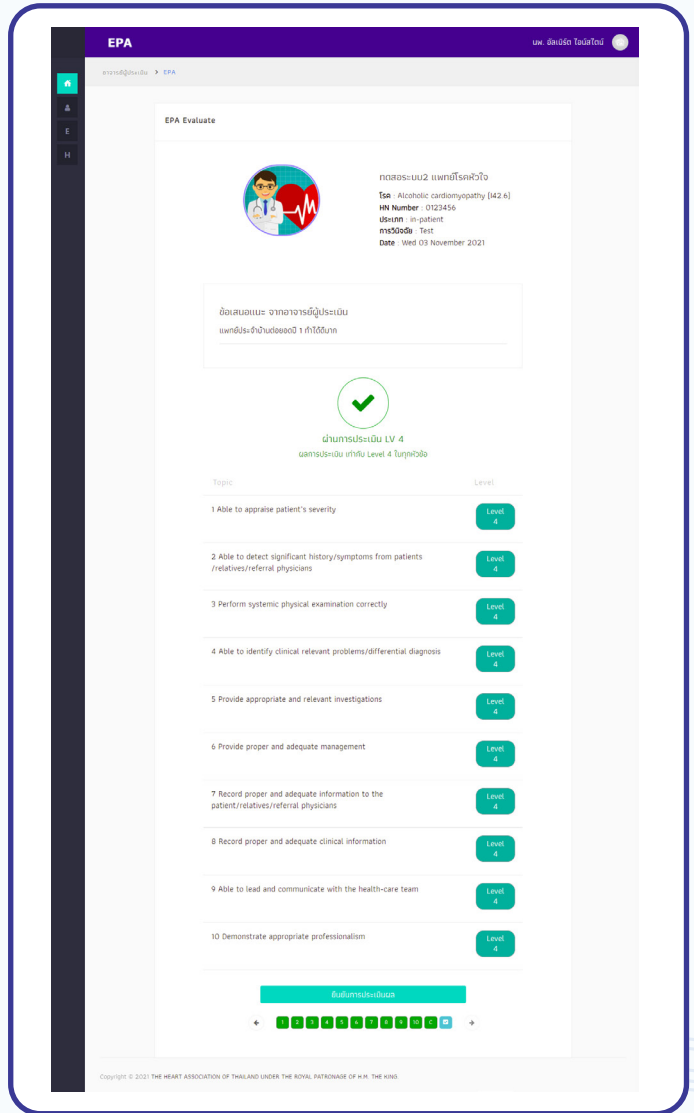 EPA
นพ. อัลเบิร์ต ไอน์สไตน์
อาจารย์ผู้ประเมิน > EPA
E
H
EPA Evaluate
ทดสอระบบ2 แพทย์โรคหัวใจ
โรค : Alcoholic cardiomyopathy (I42.6)
HN Number : 0123456
ประเภท : in-patient
การวินิจฉัย : Test
Date : Wed 03 November 2021
ข้อเสนอแนะ จากอาจารย์ผู้ประเมิน
แพทย์ประจำบ้านต่อยอดปี 1 ทำได้ดีมาก
ผ่านการประเมิน LV 4
ผลการประเมิน เท่ากับ Level 4 ในทุกหัวข้อ
Topic Level
1 Able to appraise patient's severity Level
4
2 Able to detect significant history/symptoms from patients
/relatives/referral physicians Level
4
3 Perform systemic physical examination correctly Level
4
4 Able to identify clinical relevant problems/differential diagnosis Level
4
5 Provide appropriate and relevant investigations Level
4
6 Provide proper and adequate management Level
4
7 Record proper and adequate information to the
patient/relatives/referral physicians Level
4
8 Record proper and adequate clinical information Level
4
9 Able to lead and communicate with the health-care team Level
4
10 Demonstrate appropriate professionalism Level
4
ยืนยันการประเมินผล
← 1 2 3 4 5 6 7 8 9 10 C →
Copyright © 2021 THE HEART ASSOCIATION OF THAILAND UNDER THE ROYAL PATRONAGE OF H.M. THE KING